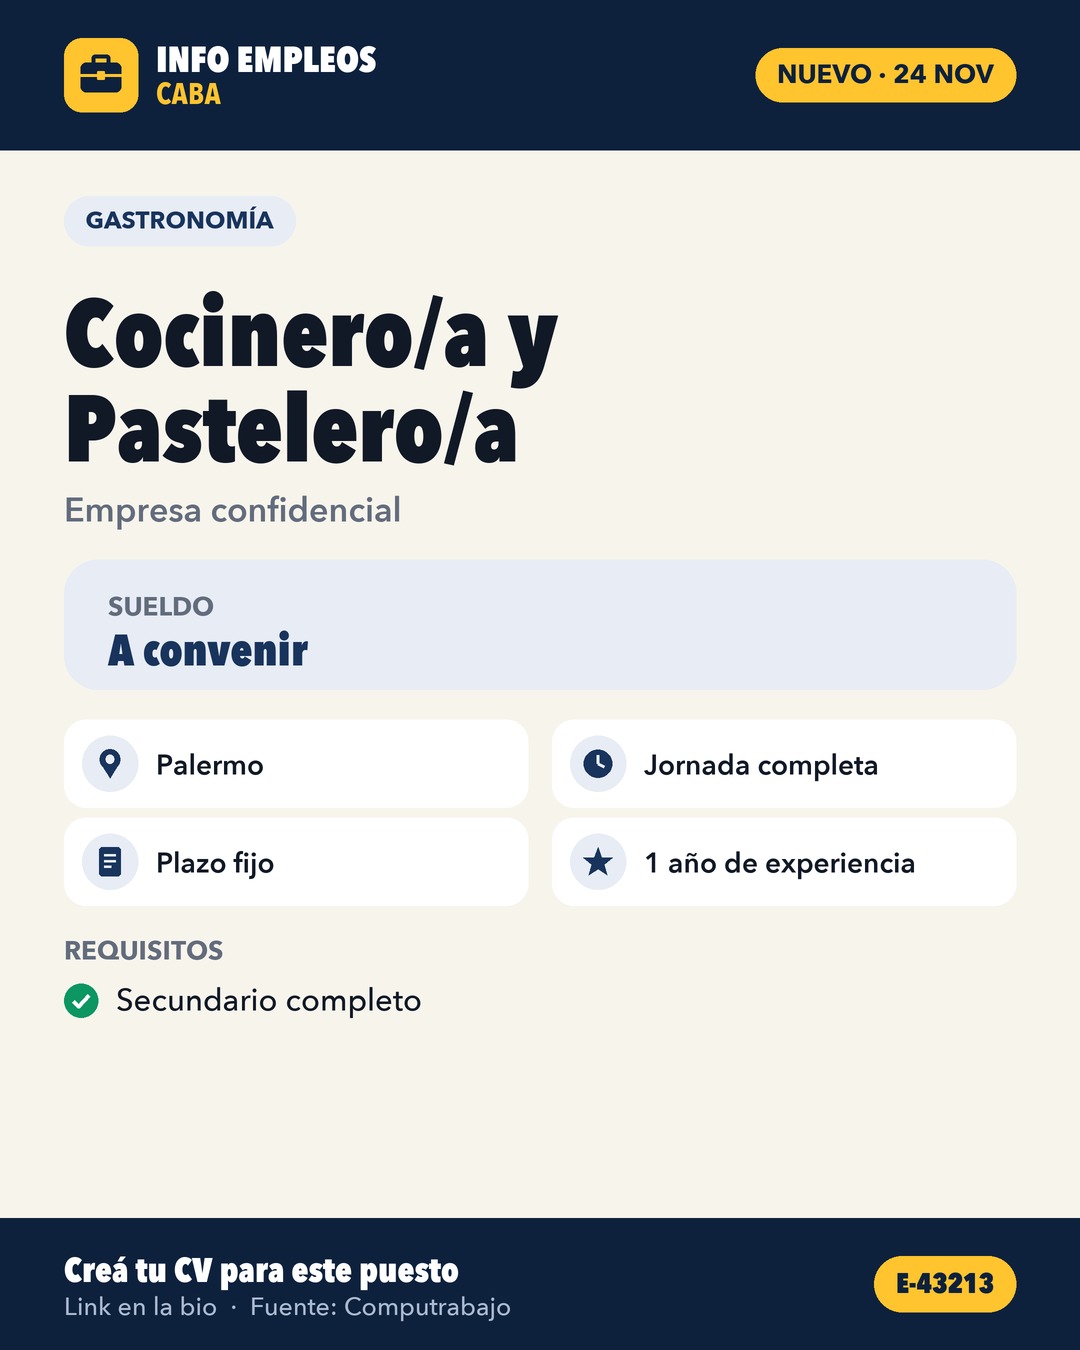 INFO EMPLEOS
CABA
NUEVO · 24 NOV
GASTRONOMÍA
Cocinero/a y
Pastelero/a
Empresa confidencial
SUELDO
A convenir
Palermo
Jornada completa
Plazo fijo
1 año de experiencia
REQUISITOS
Secundario completo
Creá tu CV para este puesto
Link en la bio · Fuente: Computrabajo
E-43213